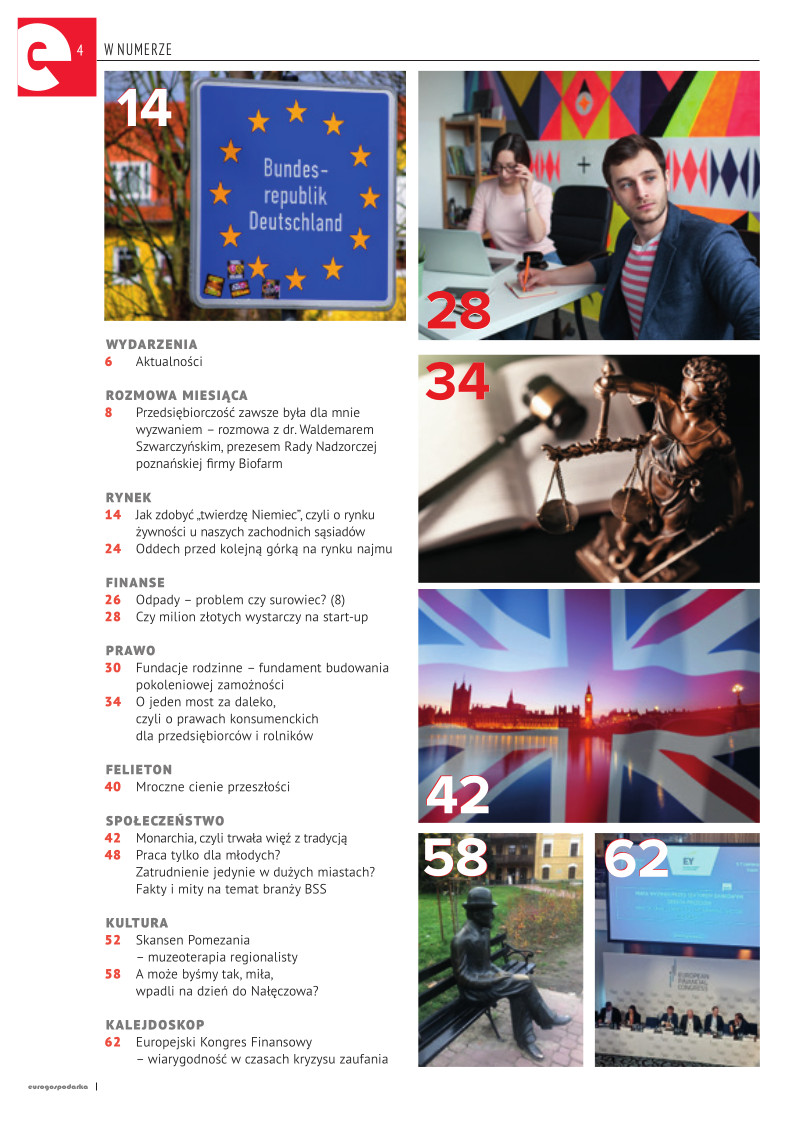 e
4
W NUMERZE
14
Bundes-
republik
Deutschland
28
34
42
58
62
EY
EUROPEAN
FINANCIAL
CONGRESS
WYDARZENIA
6 Aktualności
ROZMOWA MIESIĄCA
8 Przedsiębiorczość zawsze była dla mnie
wyzwaniem – rozmowa z dr. Waldemarem
Szwarczyńskim, prezesem Rady Nadzorczej
poznańskiej firmy Biofarm
RYNEK
14 Jak zdobyć „twierdzę Niemiec”, czyli o rynku
żywności u naszych zachodnich sąsiadów
24 Oddech przed kolejną górką na rynku najmu
FINANSE
26 Odpady – problem czy surowiec? (8)
28 Czy milion złotych wystarczy na start-up
PRAWO
30 Fundacje rodzinne – fundament budowania
pokoleniowej zamożności
34 O jeden most za daleko,
czyli o prawach konsumenckich
dla przedsiębiorców i rolników
FELIETON
40 Mroczne cienie przeszłości
SPOŁECZEŃSTWO
42 Monarchia, czyli trwała więź z tradycją
48 Praca tylko dla młodych?
Zatrudnienie jedynie w dużych miastach?
Fakty i mity na temat branży BSS
KULTURA
52 Skansen Pomezania
– muzeoterapia regionalisty
58 A może byśmy tak, miła,
wpadli na dzień do Nałęczowa?
KALEJDOSKOP
62 Europejski Kongres Finansowy
– wiarygodność w czasach kryzysu zaufania
eurogospodarka